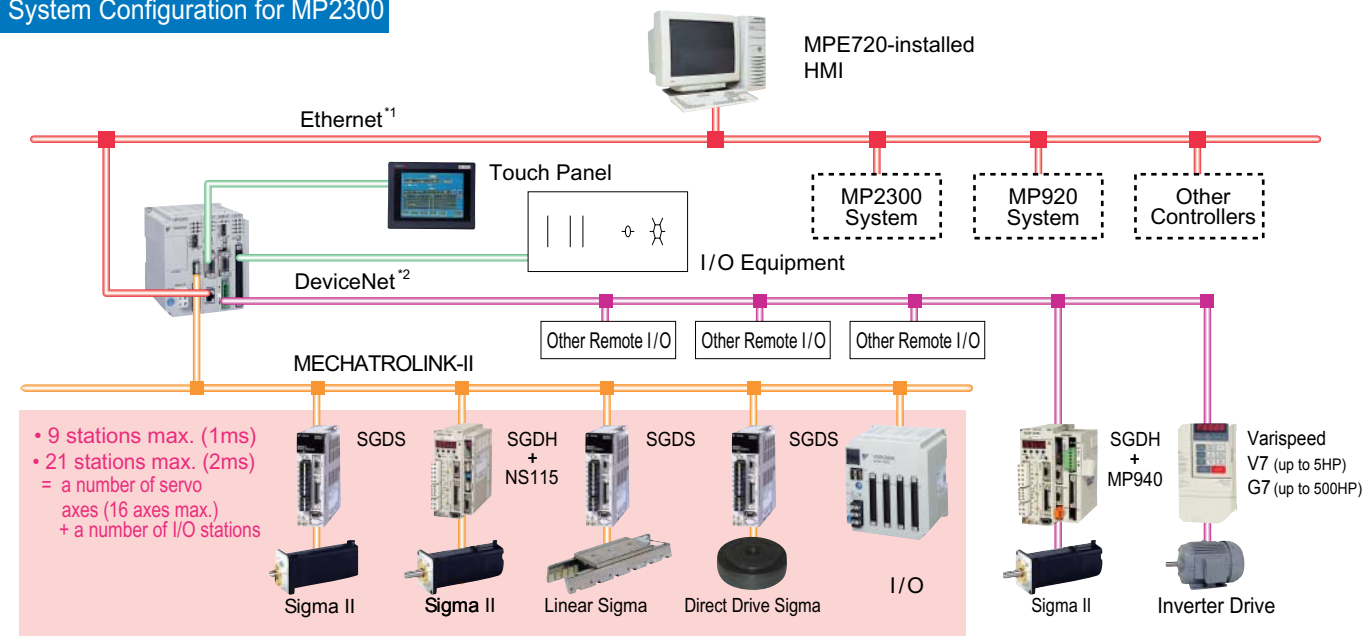 System Configuration for MP2300
MPE720-installed
HMI
Ethernet*1
Touch Panel
MP2300
System
MP920
System
Other
Controllers
I/O Equipment
DeviceNet*2
Other Remote I/O
Other Remote I/O
Other Remote I/O
MECHATROLINK-II
• 9 stations max. (1ms)
• 21 stations max. (2ms)
= a number of servo
axes (16 axes max.)
+ a number of I/O stations
SGDS
SGDH
+
NS115
SGDS
SGDS
SGDH
+
MP940
Varispeed
V7 (up to 5HP)
G7 (up to 500HP)
Sigma II
Sigma II
Linear Sigma
Direct Drive Sigma
I/O
Sigma II
Inverter Drive